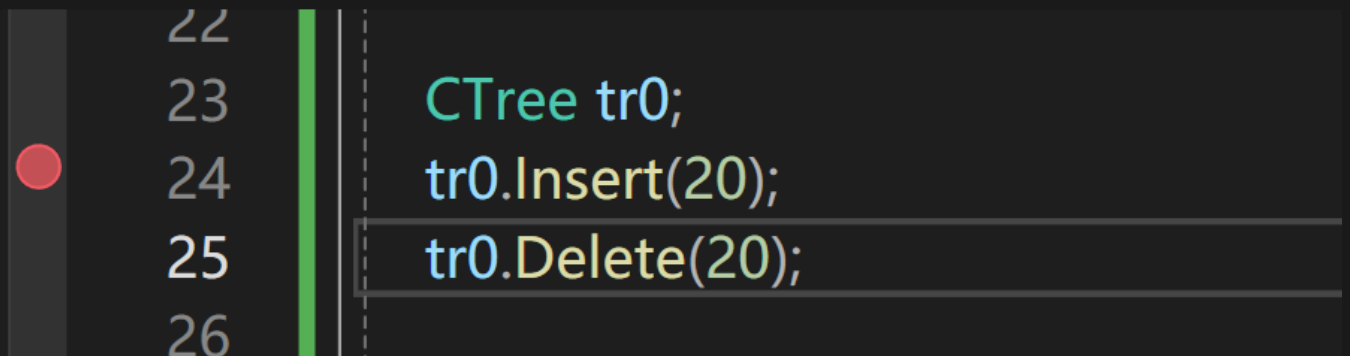 22
23 CTree tr0;
24 tr0.Insert(20);
25 tr0.Delete(20);
26